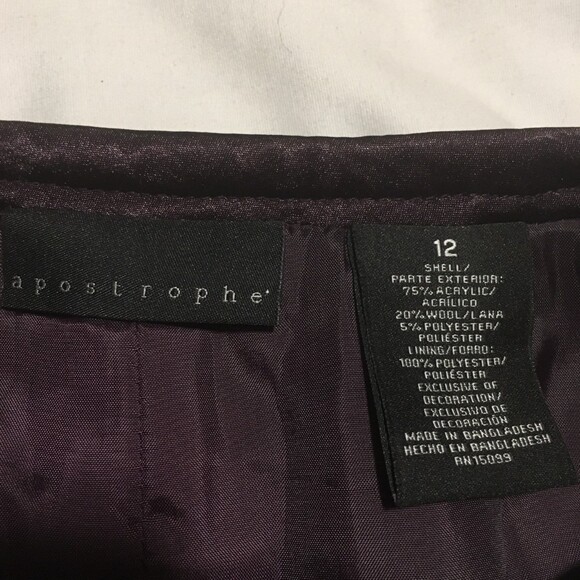 apostrophe'
12
SHELL/
PARTE EXTERIOR:
75% ACRYLIC/
ACRÍLICO
20% WOOL/LANA
5% POLYESTER/
POLIÉSTER
LINING/FORRO:
100% POLYESTER/
POLIÉSTER
EXCLUSIVE OF
DECORATION/
EXCLUSIVO DE
DECORACIÓN
MADE IN BANGLADESH
HECHO EN BANGLADESH
RN15099